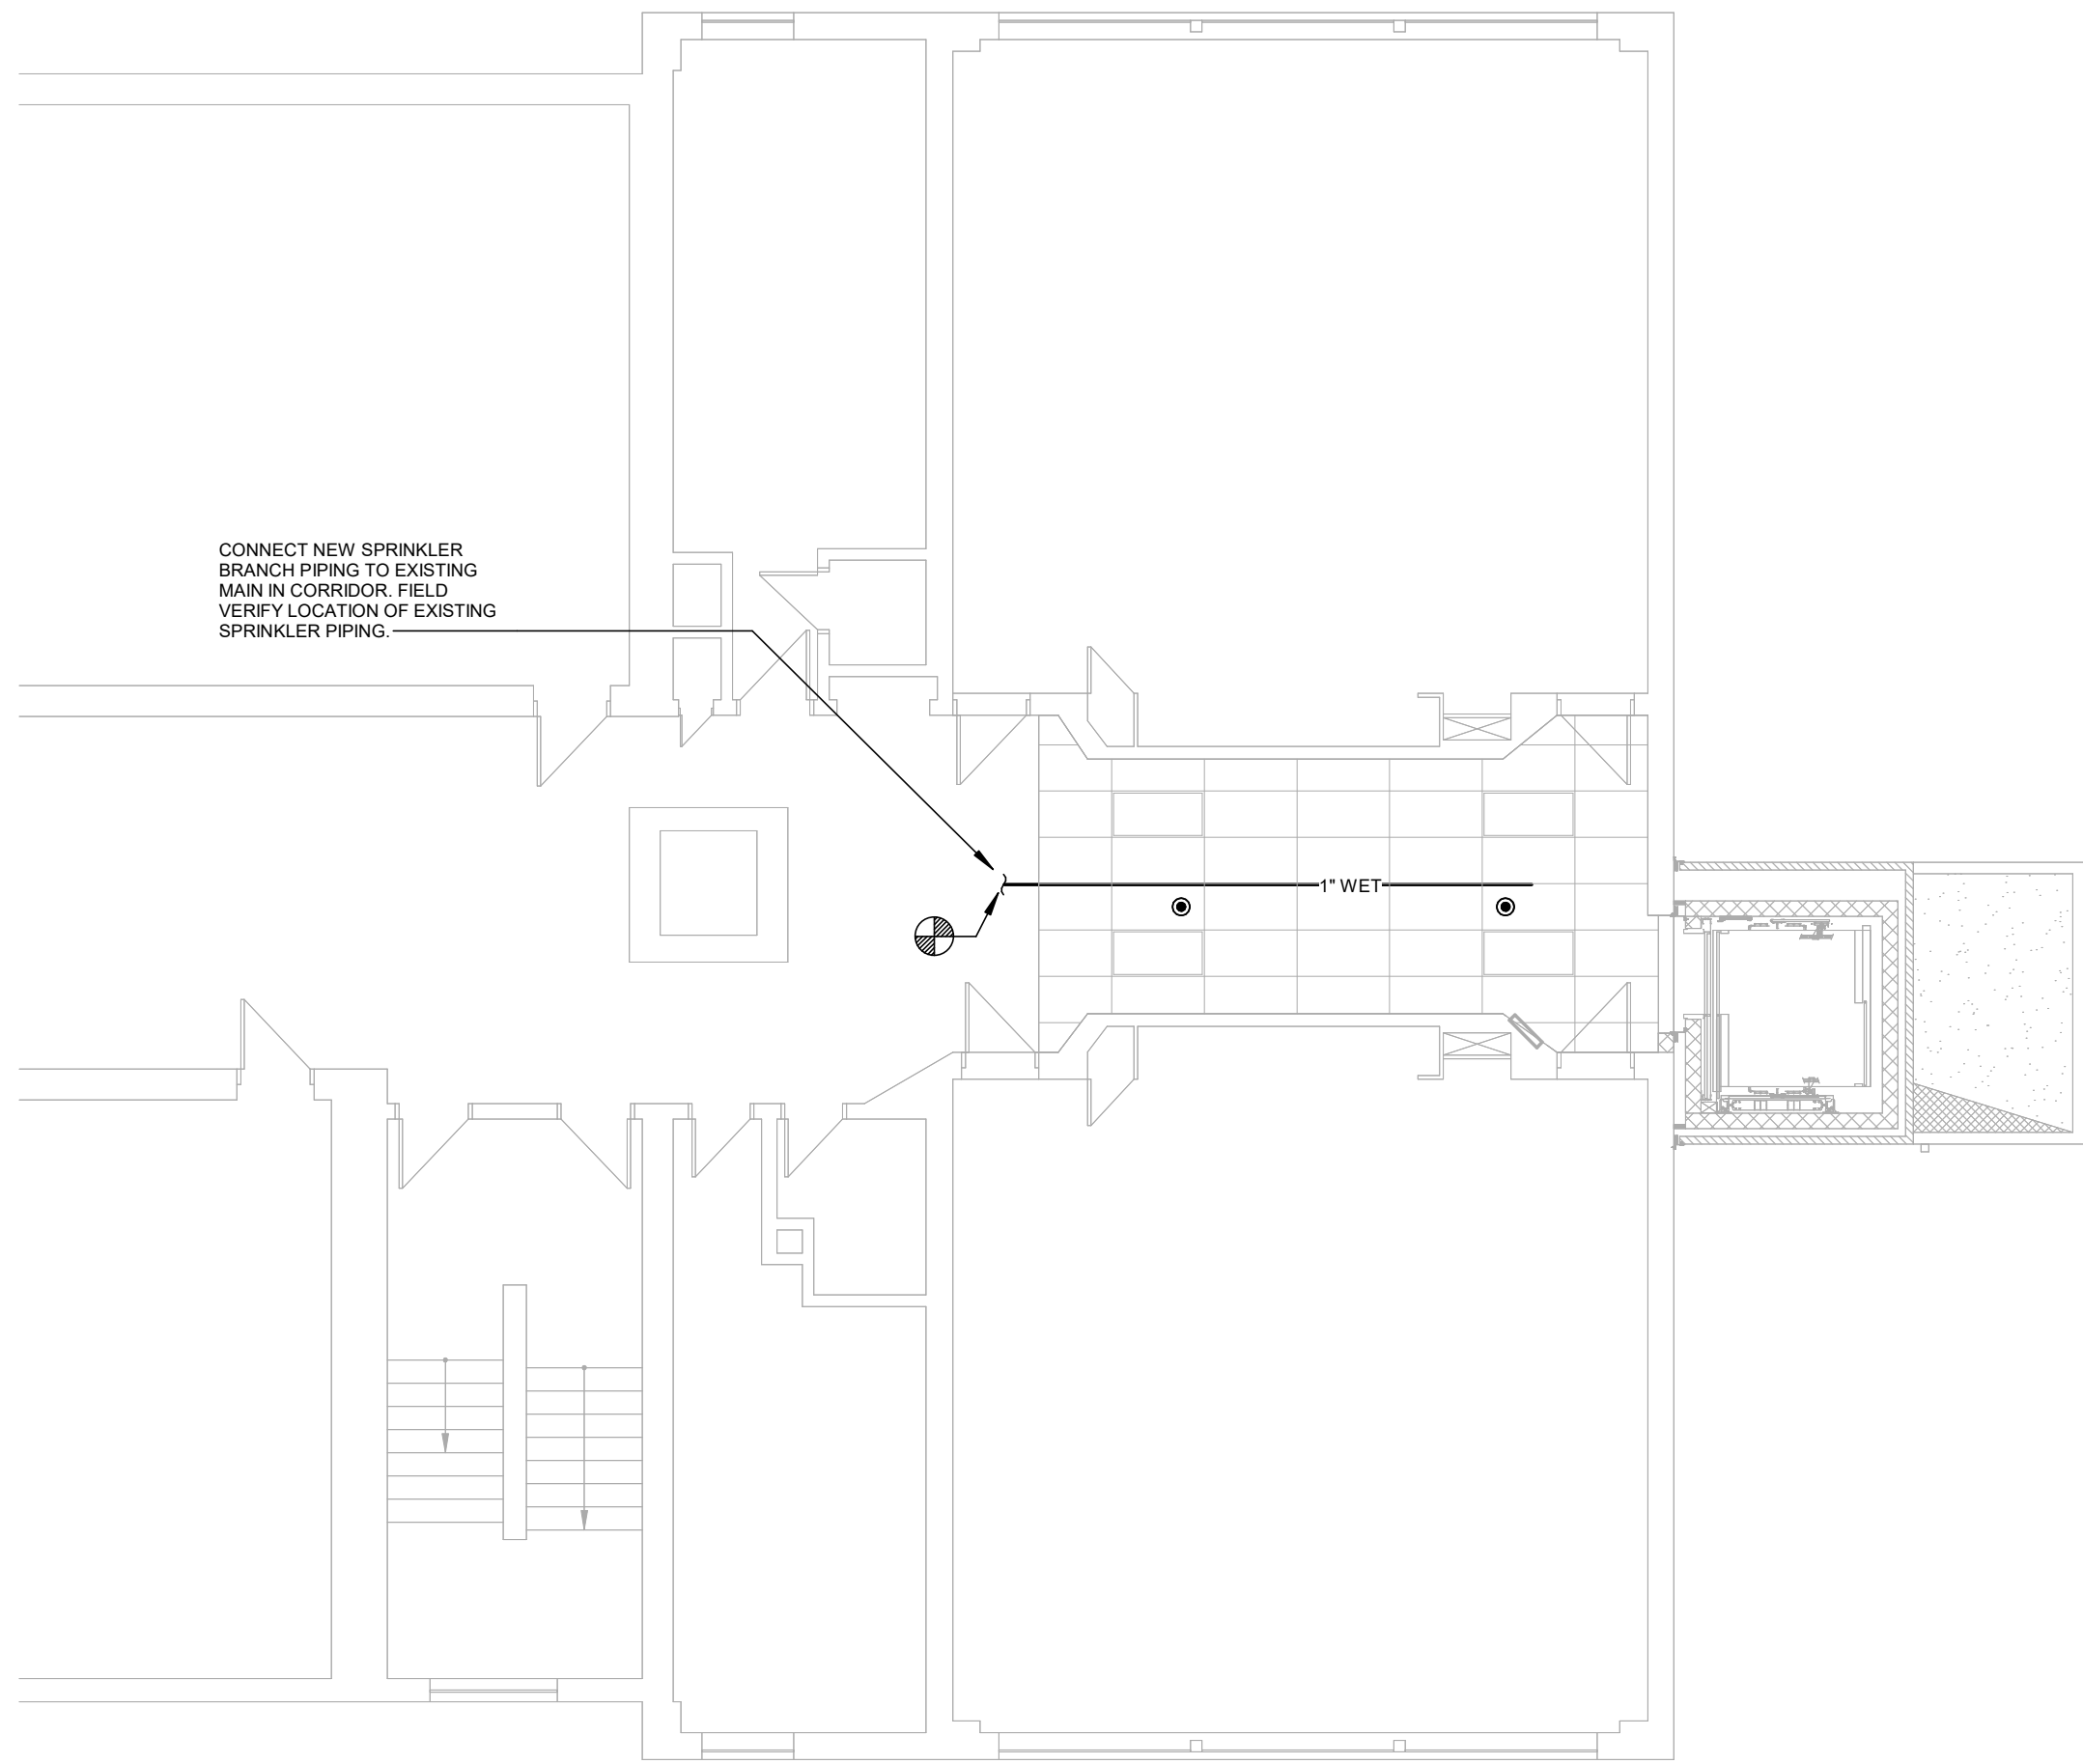 CONNECT NEW SPRINKLER
BRANCH PIPING TO EXISTING
MAIN IN CORRIDOR. FIELD
VERIFY LOCATION OF EXISTING
SPRINKLER PIPING.
1" WET